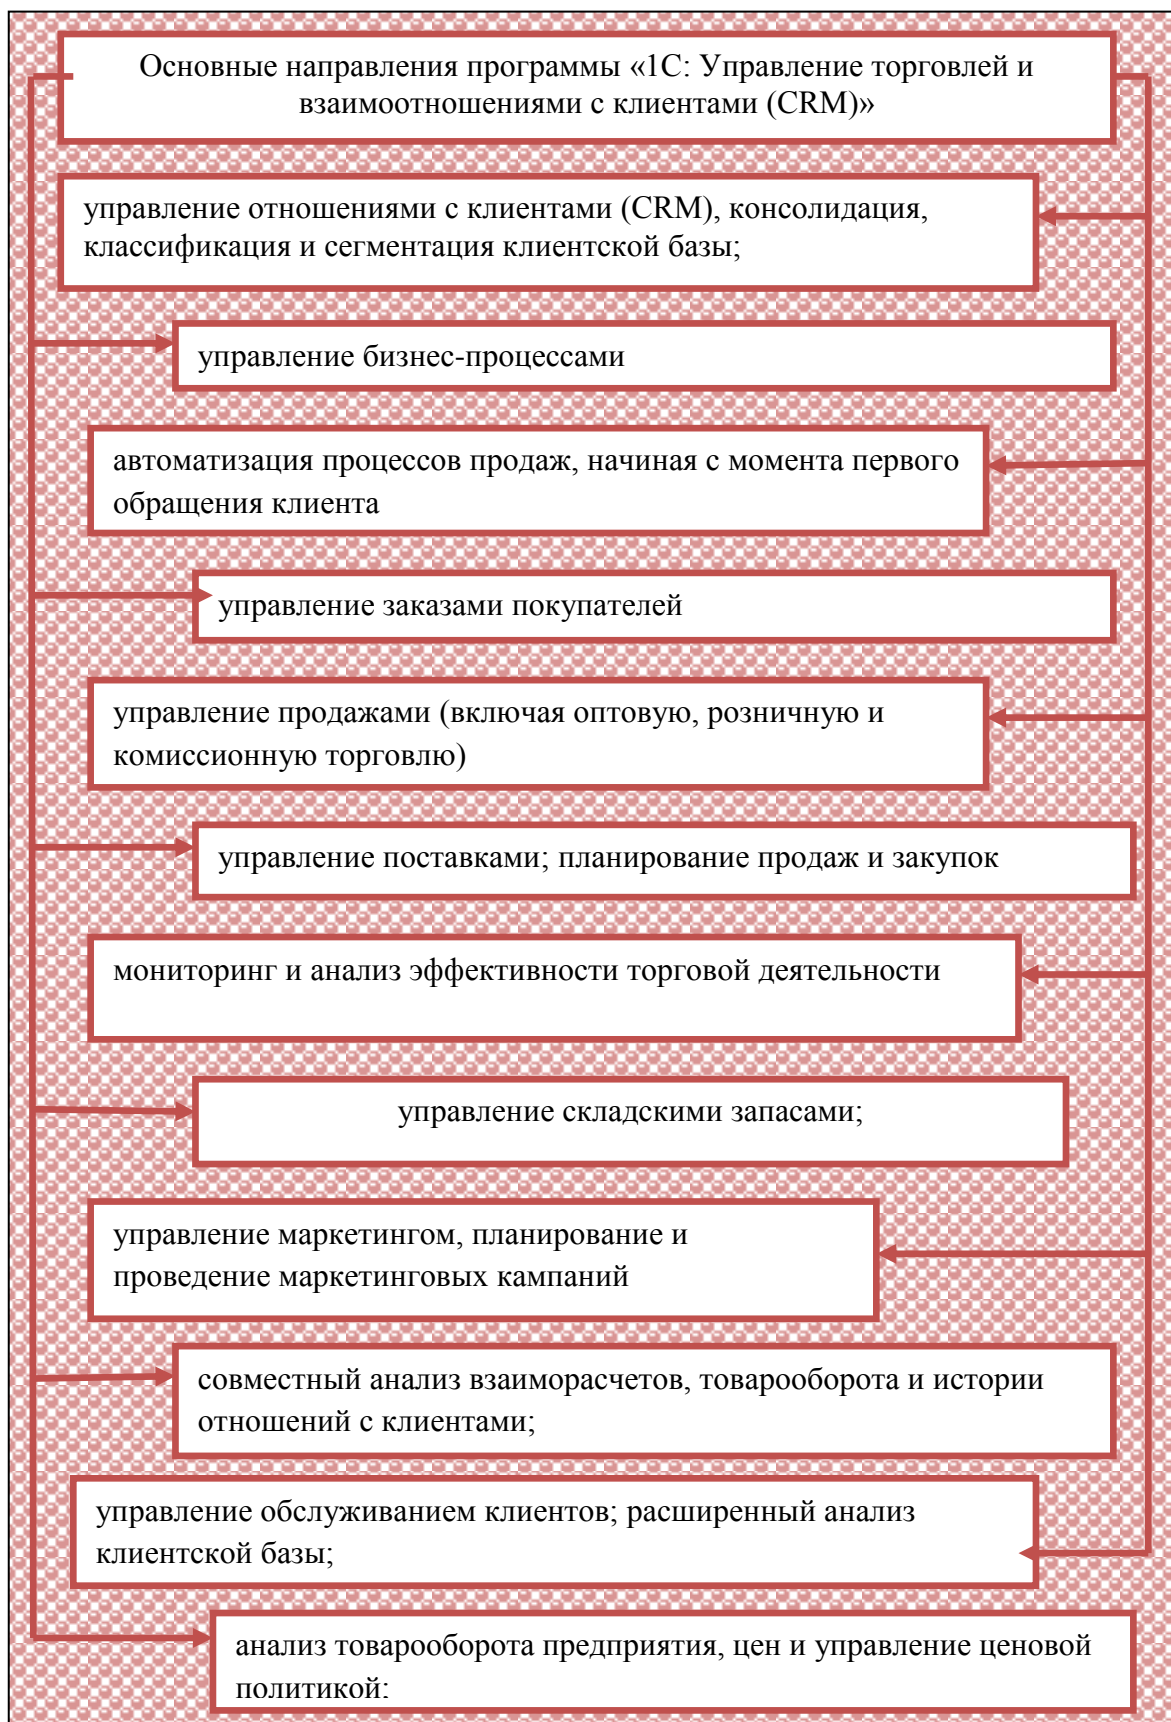 Основные направления программы «1С: Управление торговлей и
взаимоотношениями с клиентами (CRM)»
управление отношениями с клиентами (CRM), консолидация,
классификация и сегментация клиентской базы;
управление бизнес-процессами
автоматизация процессов продаж, начиная с момента первого
обращения клиента
управление заказами покупателей
управление продажами (включая оптовую, розничную и
комиссионную торговлю)
управление поставками; планирование продаж и закупок
мониторинг и анализ эффективности торговой деятельности
управление складскими запасами;
управление маркетингом, планирование и
проведение маркетинговых кампаний
совместный анализ взаиморасчетов, товарооборота и истории
отношений с клиентами;
управление обслуживанием клиентов; расширенный анализ
клиентской базы;
анализ товарооборота предприятия, цен и управление ценовой
политикой: